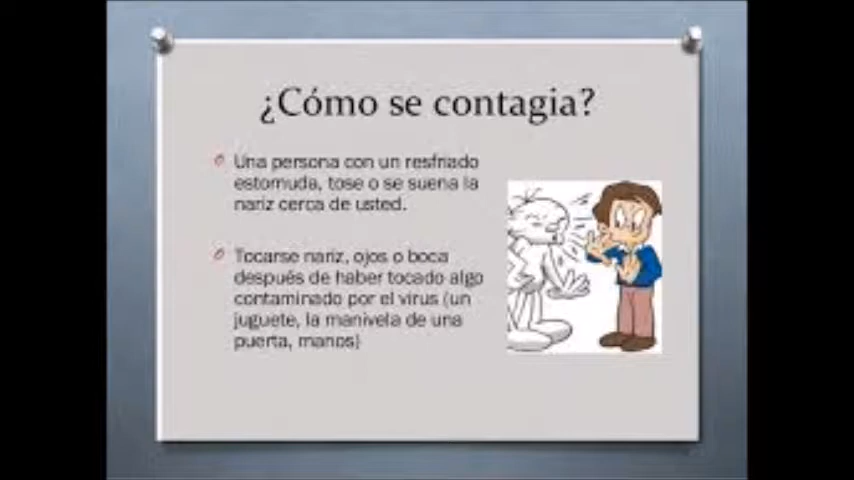 ¿Cómo se contagia?
Una persona con un resfriado
estornuda, tose o se suena la
nariz cerca de usted.
Tocarse nariz, ojos o boca
después de haber tocado algo
contaminado por el virus (un
juguete, la manivela de una
puerta, manos)